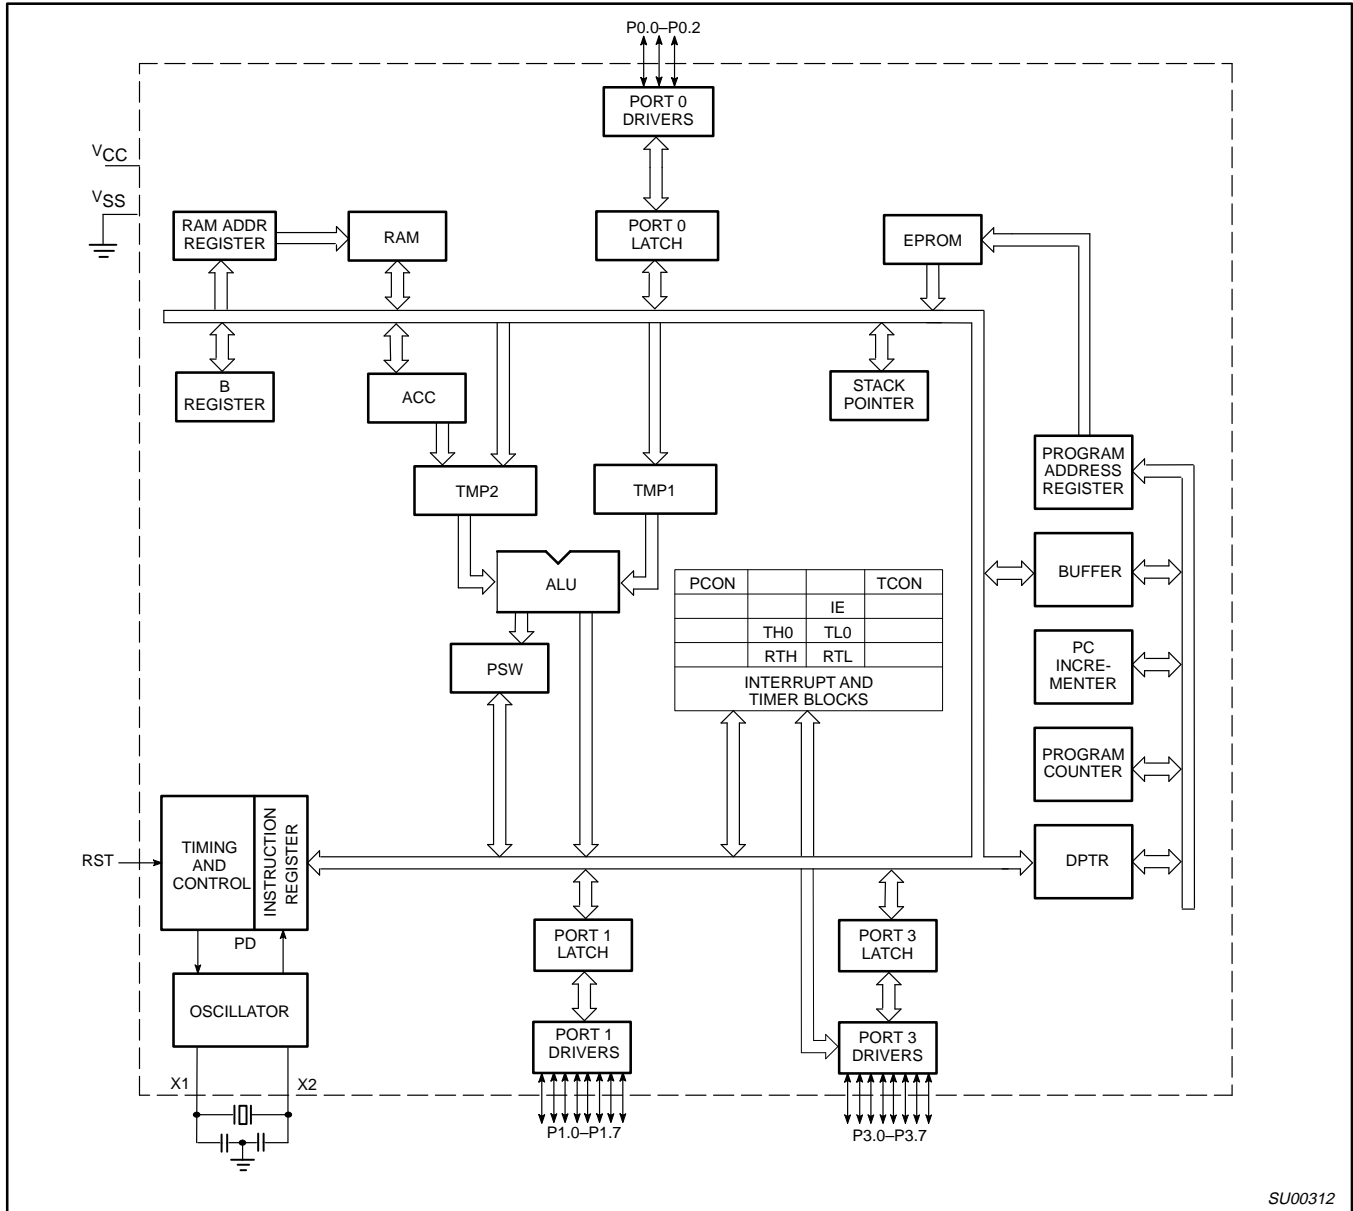 P0.0–P0.2
PORT 0
DRIVERS
VCC
VSS
RAM ADDR
REGISTER
RAM
PORT 0
LATCH
EPROM
B
REGISTER
ACC
STACK
POINTER
TMP2
TMP1
PROGRAM
ADDRESS
REGISTER
ALU
BUFFER
PCON
TCON
IE
TH0
TL0
RTH
RTL
INTERRUPT AND
TIMER BLOCKS
PSW
PC
INCRE-
MENTER
PROGRAM
COUNTER
RST
TIMING
AND
CONTROL
INSTRUCTION
REGISTER
DPTR
PD
PORT 1
LATCH
PORT 3
LATCH
OSCILLATOR
PORT 1
DRIVERS
PORT 3
DRIVERS
X1
X2
P1.0–P1.7
P3.0–P3.7
SU00312